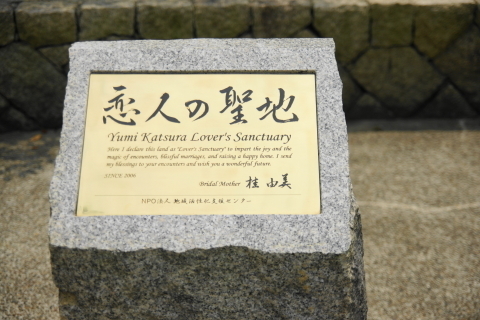 恋人の聖地
Yumi Katsura Lover's Sanctuary
Now I declare this land as "Lover's Sanctuary" to impart the joy and the
magic of encounters, blissful marriages, and raising a happy home. I send
my blessings to your encounters and wish you a wonderful future.
SINCE 2006
Bridal Mother 桂 由美
NPO法人 地域活性化支援センター